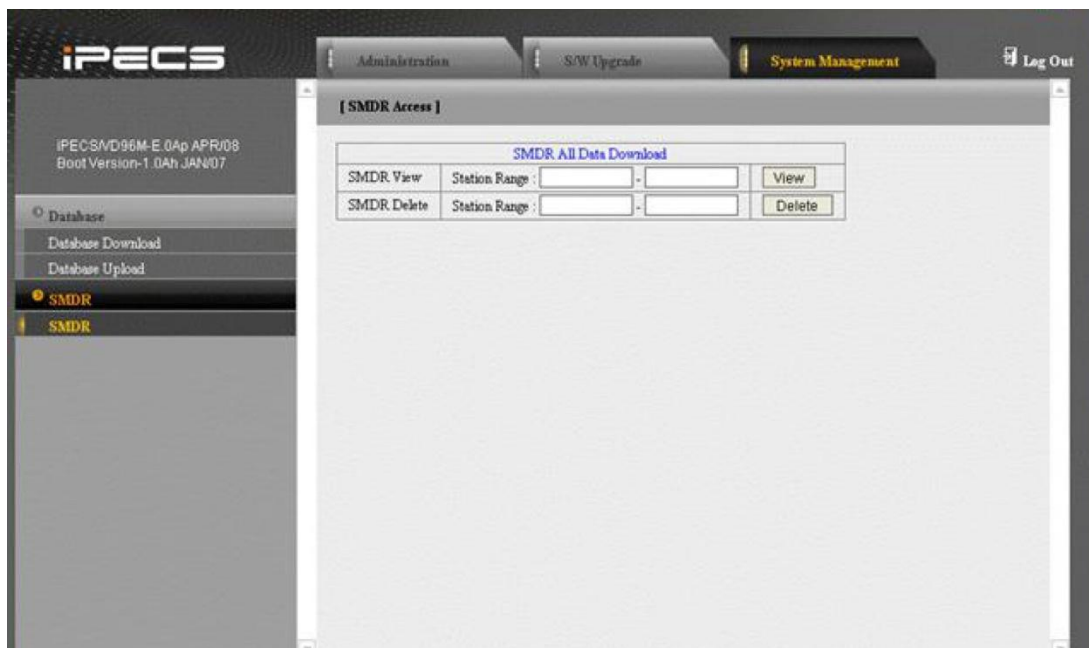 iPECS
Administration
S/W Upgrade
System Management
Log Out
iPECS/VD96M-E.0Ap APR/08
Boot Version-1.0Ah JAN/07
Database
Database Download
Database Upload
SMDR
SMDR
[ SMDR Access ]
SMDR All Data Download
SMDR View Station Range : - View
SMDR Delete Station Range : - Delete